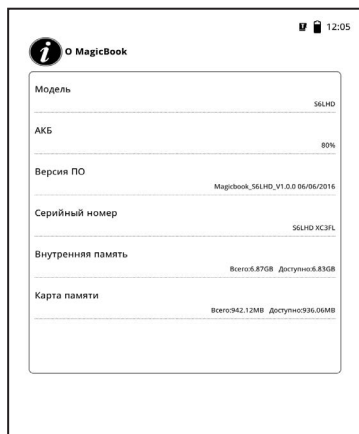 12:05
О MagicBook
Модель
S6LHD
АКБ
80%
Версия ПО
Magicbook_S6LHD_V1.0.0 06/06/2016
Серийный номер
S6LHD XC3FL
Внутренняя память
Всего:6.87GB Доступно:6.83GB
Карта памяти
Всего:942.12MB Доступно:936.06MB